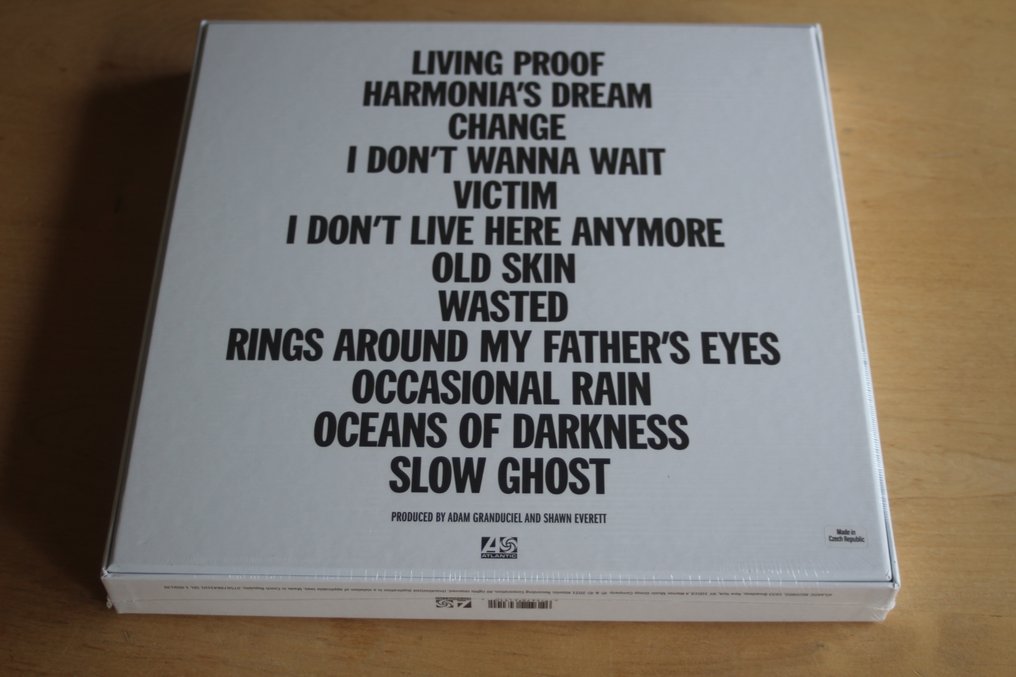 LIVING PROOF
HARMONIA'S DREAM
CHANGE
I DON'T WANNA WAIT
VICTIM
I DON'T LIVE HERE ANYMORE
OLD SKIN
WASTED
RINGS AROUND MY FATHER'S EYES
OCCASIONAL RAIN
OCEANS OF DARKNESS
SLOW GHOST
PRODUCED BY ADAM GRANDUCIEL AND SHAWN EVERETT
Made in
Czech Republic
ATLANTIC